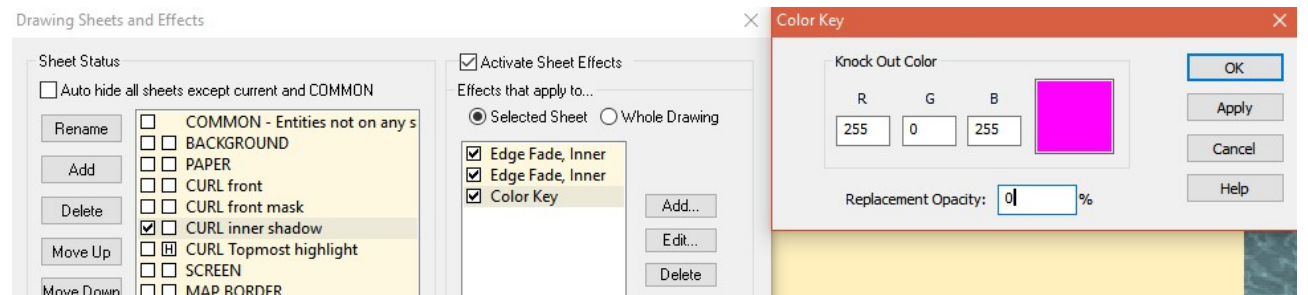 Drawing Sheets and Effects
Sheet Status
Auto hide all sheets except current and COMMON
Rename
Add
Delete
Move Up
Move Down
COMMON - Entities not on any s
BACKGROUND
PAPER
CURL front
CURL front mask
CURL inner shadow
H CURL Topmost highlight
SCREEN
MAP BORDER
Activate Sheet Effects
Effects that apply to...
Selected Sheet Whole Drawing
Edge Fade, Inner
Edge Fade, Inner
Color Key
Add...
Edit...
Delete
Color Key
Knock Out Color
R G B
255 0 255
Replacement Opacity: 0 %
OK
Apply
Cancel
Help